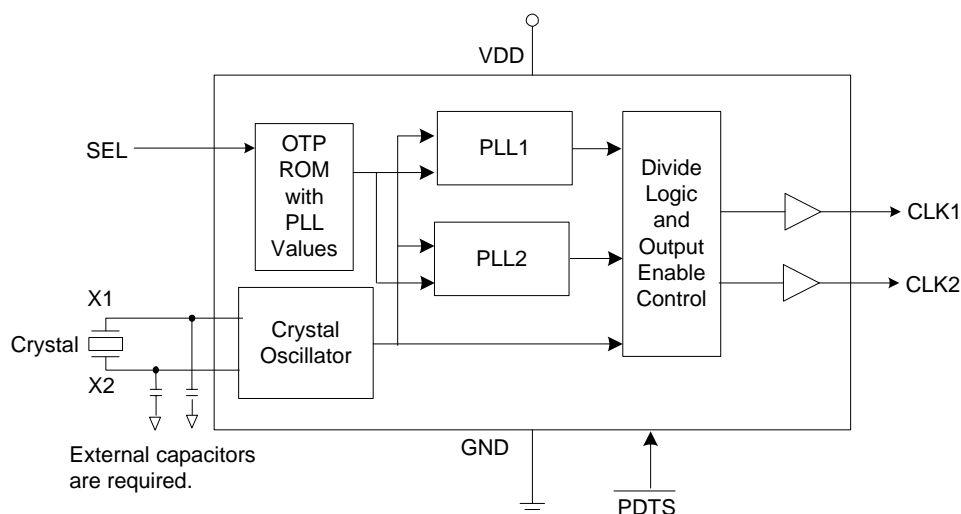 VDD
SEL
OTP
ROM
with
PLL
Values
PLL1
PLL2
Divide
Logic
and
Output
Enable
Control
CLK1
CLK2
X1
Crystal
X2
Crystal
Oscillator
External capacitors
are required.
GND
PDTS